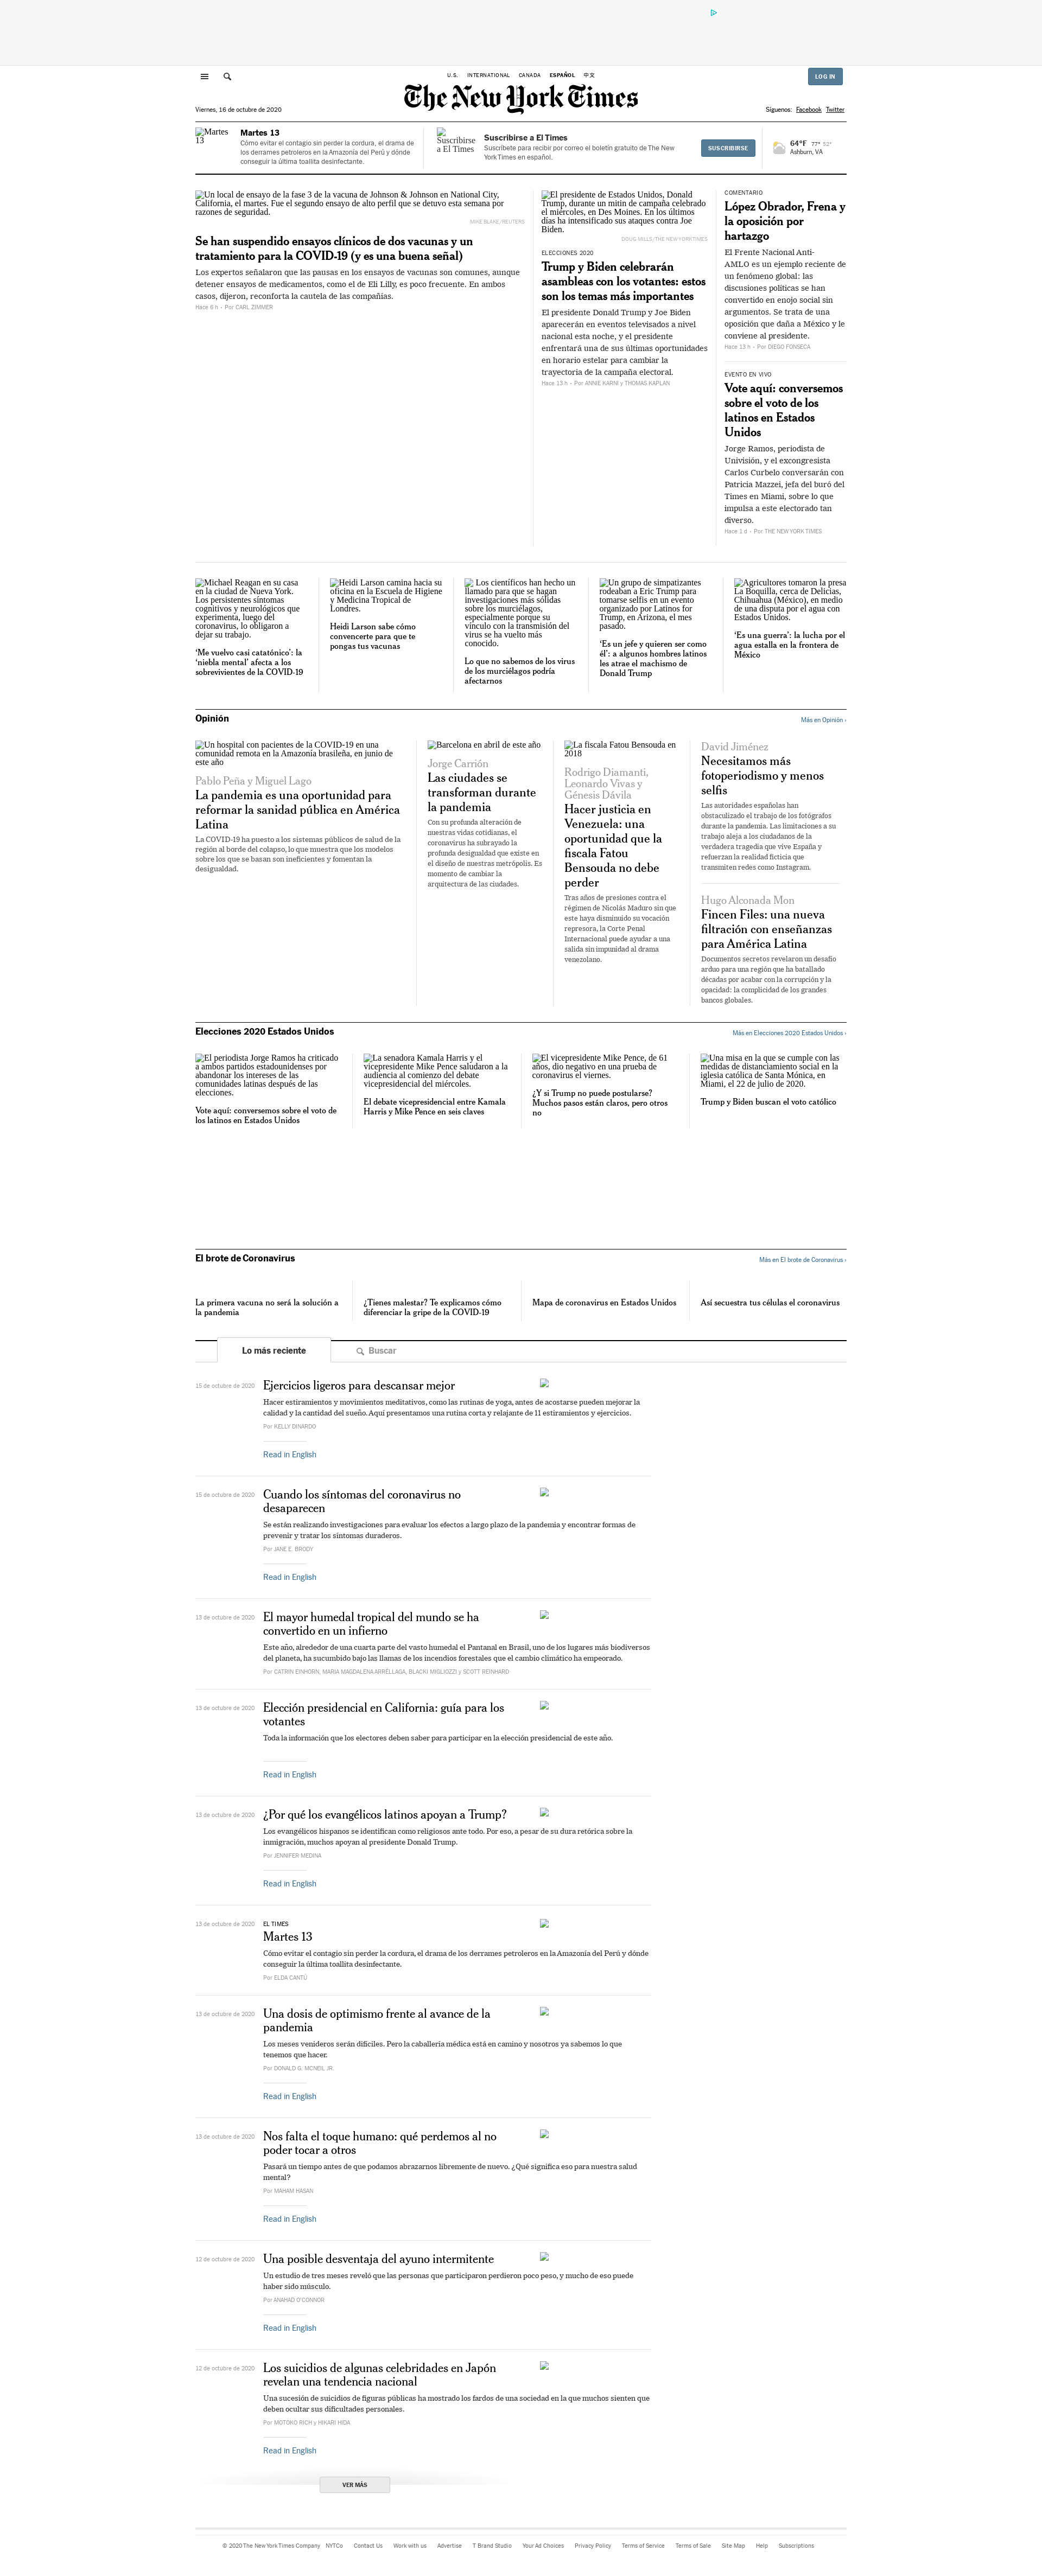 U.S. INTERNATIONAL CANADA ESPAÑOL 中文
LOG IN
The New York Times
Viernes, 16 de octubre de 2020
Síguenos: Facebook Twitter
Martes 13
Martes 13
Cómo evitar el contagio sin perder la cordura, el drama de
los derrames petroleros en la Amazonía del Perú y dónde
conseguir la última toallita desinfectante.
Suscribirse a El Times
Suscribirse a El Times
Suscríbete para recibir por correo el boletín gratuito de The New
York Times en español.
SUSCRIBIRSE
64°F 77° 52°
Ashburn, VA
Un local de ensayo de la fase 3 de la vacuna de Johnson & Johnson en National City,
California, el martes. Fue el segundo ensayo de alto perfil que se detuvo esta semana por
razones de seguridad.
MIKE BLAKE/REUTERS
Se han suspendido ensayos clínicos de dos vacunas y un
tratamiento para la COVID-19 (y es una buena señal)
Los expertos señalaron que las pausas en los ensayos de vacunas son comunes, aunque
detener ensayos de medicamentos, como el de Eli Lilly, es poco frecuente. En ambos
casos, dijeron, reconforta la cautela de las compañías.
Hace 6 h - Por CARL ZIMMER
El presidente de Estados Unidos, Donald
Trump, durante un mitin de campaña celebrado
el miércoles, en Des Moines. En los últimos
días ha intensificado sus ataques contra Joe
Biden.
DOUG MILLS/THE NEW YORK TIMES
ELECCIONES 2020
Trump y Biden celebrarán
asambleas con los votantes: estos
son los temas más importantes
El presidente Donald Trump y Joe Biden
aparecerán en eventos televisados a nivel
nacional esta noche, y el presidente
enfrentará una de sus últimas oportunidades
en horario estelar para cambiar la
trayectoria de la campaña electoral.
Hace 13 h - Por ANNIE KARNI y THOMAS KAPLAN
COMENTARIO
López Obrador, Frena y
la oposición por
hartazgo
El Frente Nacional Anti-
AMLO es un ejemplo reciente de
un fenómeno global: las
discusiones políticas se han
convertido en enojo social sin
argumentos. Se trata de una
oposición que daña a México y le
conviene al presidente.
Hace 13 h - Por DIEGO FONSECA
EVENTO EN VIVO
Vote aquí: conversemos
sobre el voto de los
latinos en Estados
Unidos
Jorge Ramos, periodista de
Univisión, y el excongresista
Carlos Curbelo conversarán con
Patricia Mazzei, jefa del buró del
Times en Miami, sobre lo que
impulsa a este electorado tan
diverso.
Hace 1 d - Por THE NEW YORK TIMES
Michael Reagan en su casa
en la ciudad de Nueva York.
Los persistentes síntomas
cognitivos y neurológicos que
experimenta, luego del
coronavirus, lo obligaron a
dejar su trabajo.
‘Me vuelvo casi catatónico’: la
‘niebla mental’ afecta a los
sobrevivientes de la COVID-19
Heidi Larson camina hacia su
oficina en la Escuela de Higiene
y Medicina Tropical de
Londres.
Heidi Larson sabe cómo
convencerte para que te
pongas tus vacunas
Los científicos han hecho un
llamado para que se hagan
investigaciones más sólidas
sobre los murciélagos,
especialmente porque su
vínculo con la transmisión del
virus se ha vuelto más
conocido.
Lo que no sabemos de los virus
de los murciélagos podría
afectarnos
Un grupo de simpatizantes
rodeaban a Eric Trump para
tomarse selfis en un evento
organizado por Latinos for
Trump, en Arizona, el mes
pasado.
‘Es un jefe y quieren ser como
él’: a algunos hombres latinos
les atrae el machismo de
Donald Trump
Agricultores tomaron la presa
La Boquilla, cerca de Delicias,
Chihuahua (México), en medio
de una disputa por el agua con
Estados Unidos.
‘Es una guerra’: la lucha por el
agua estalla en la frontera de
México
Opinión
Más en Opinión ›
Un hospital con pacientes de la COVID-19 en una
comunidad remota en la Amazonía brasileña, en junio de
este año
Pablo Peña y Miguel Lago
La pandemia es una oportunidad para
reformar la sanidad pública en América
Latina
La COVID-19 ha puesto a los sistemas públicos de salud de la
región al borde del colapso, lo que muestra que los modelos
sobre los que se basan son ineficientes y fomentan la
desigualdad.
Barcelona en abril de este año
Jorge Carrión
Las ciudades se
transforman durante
la pandemia
Con su profunda alteración de
nuestras vidas cotidianas, el
coronavirus ha subrayado la
profunda desigualdad que existe en
el diseño de nuestras metrópolis. Es
momento de cambiar la
arquitectura de las ciudades.
La fiscala Fatou Bensouda en
2018
Rodrigo Diamanti,
Leonardo Vivas y
Génesis Dávila
Hacer justicia en
Venezuela: una
oportunidad que la
fiscala Fatou
Bensouda no debe
perder
Tras años de presiones contra el
régimen de Nicolás Maduro sin que
este haya disminuido su vocación
represora, la Corte Penal
Internacional puede ayudar a una
salida sin impunidad al drama
venezolano.
David Jiménez
Necesitamos más
fotoperiodismo y menos
selfis
Las autoridades españolas han
obstaculizado el trabajo de los fotógrafos
durante la pandemia. Las limitaciones a su
trabajo aleja a los ciudadanos de la
verdadera tragedia que vive España y
refuerzan la realidad ficticia que
transmiten redes como Instagram.
Hugo Alconada Mon
Fincen Files: una nueva
filtración con enseñanzas
para América Latina
Documentos secretos revelaron un desafío
arduo para una región que ha batallado
décadas por acabar con la corrupción y la
opacidad: la complicidad de los grandes
bancos globales.
Elecciones 2020 Estados Unidos
Más en Elecciones 2020 Estados Unidos ›
El periodista Jorge Ramos ha criticado
a ambos partidos estadounidenses por
abandonar los intereses de las
comunidades latinas después de las
elecciones.
Vote aquí: conversemos sobre el voto de
los latinos en Estados Unidos
La senadora Kamala Harris y el
vicepresidente Mike Pence saludaron a la
audiencia al comienzo del debate
vicepresidencial del miércoles.
El debate vicepresidencial entre Kamala
Harris y Mike Pence en seis claves
El vicepresidente Mike Pence, de 61
años, dio negativo en una prueba de
coronavirus el viernes.
¿Y si Trump no puede postularse?
Muchos pasos están claros, pero otros
no
Una misa en la que se cumple con las
medidas de distanciamiento social en la
iglesia católica de Santa Mónica, en
Miami, el 22 de julio de 2020.
Trump y Biden buscan el voto católico
El brote de Coronavirus
Más en El brote de Coronavirus ›
La primera vacuna no será la solución a
la pandemia
¿Tienes malestar? Te explicamos cómo
diferenciar la gripe de la COVID-19
Mapa de coronavirus en Estados Unidos
Así secuestra tus células el coronavirus
Lo más reciente
Buscar
15 de octubre de 2020
Ejercicios ligeros para descansar mejor
Hacer estiramientos y movimientos meditativos, como las rutinas de yoga, antes de acostarse pueden mejorar la
calidad y la cantidad del sueño. Aquí presentamos una rutina corta y relajante de 11 estiramientos y ejercicios.
Por KELLY DINARDO
Read in English
15 de octubre de 2020
Cuando los síntomas del coronavirus no
desaparecen
Se están realizando investigaciones para evaluar los efectos a largo plazo de la pandemia y encontrar formas de
prevenir y tratar los síntomas duraderos.
Por JANE E. BRODY
Read in English
13 de octubre de 2020
El mayor humedal tropical del mundo se ha
convertido en un infierno
Este año, alrededor de una cuarta parte del vasto humedal el Pantanal en Brasil, uno de los lugares más biodiversos
del planeta, ha sucumbido bajo las llamas de los incendios forestales que el cambio climático ha empeorado.
Por CATRIN EINHORN, MARIA MAGDALENA ARRÉLLAGA, BLACKI MIGLIOZZI y SCOTT REINHARD
13 de octubre de 2020
Elección presidencial en California: guía para los
votantes
Toda la información que los electores deben saber para participar en la elección presidencial de este año.
Read in English
13 de octubre de 2020
¿Por qué los evangélicos latinos apoyan a Trump?
Los evangélicos hispanos se identifican como religiosos ante todo. Por eso, a pesar de su dura retórica sobre la
inmigración, muchos apoyan al presidente Donald Trump.
Por JENNIFER MEDINA
Read in English
13 de octubre de 2020
EL TIMES
Martes 13
Cómo evitar el contagio sin perder la cordura, el drama de los derrames petroleros en la Amazonía del Perú y dónde
conseguir la última toallita desinfectante.
Por ELDA CANTÚ
13 de octubre de 2020
Una dosis de optimismo frente al avance de la
pandemia
Los meses venideros serán difíciles. Pero la caballería médica está en camino y nosotros ya sabemos lo que
tenemos que hacer.
Por DONALD G. MCNEIL JR.
Read in English
13 de octubre de 2020
Nos falta el toque humano: qué perdemos al no
poder tocar a otros
Pasará un tiempo antes de que podamos abrazarnos libremente de nuevo. ¿Qué significa eso para nuestra salud
mental?
Por MAHAM HASAN
Read in English
12 de octubre de 2020
Una posible desventaja del ayuno intermitente
Un estudio de tres meses reveló que las personas que participaron perdieron poco peso, y mucho de eso puede
haber sido músculo.
Por ANAHAD O'CONNOR
Read in English
12 de octubre de 2020
Los suicidios de algunas celebridades en Japón
revelan una tendencia nacional
Una sucesión de suicidios de figuras públicas ha mostrado los fardos de una sociedad en la que muchos sienten que
deben ocultar sus dificultades personales.
Por MOTOKO RICH y HIKARI HIDA
Read in English
VER MÁS
© 2020 The New York Times Company NYTCo Contact Us Work with us Advertise T Brand Studio Your Ad Choices Privacy Policy Terms of Service Terms of Sale Site Map Help Subscriptions